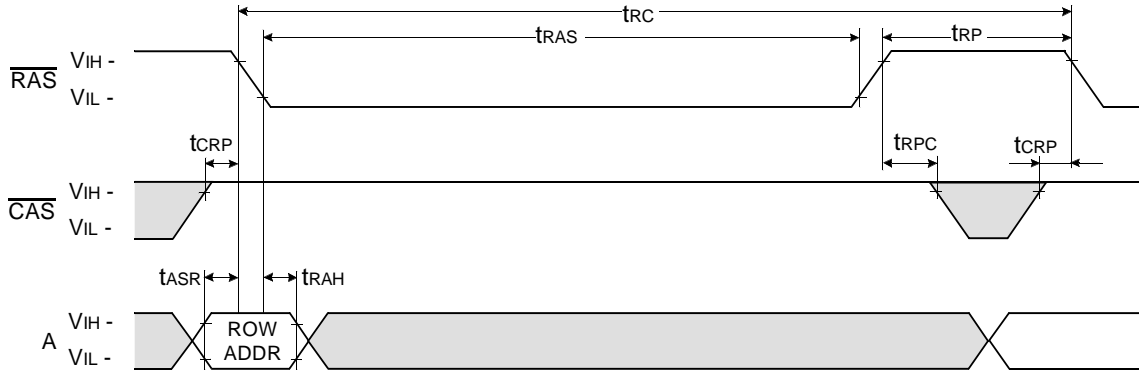 tRC
tRAS
tRP
RAS
VIH -
VIL -
tCRP
tRPC
tCRP
CAS
VIH -
VIL -
tASR
tRAH
A
VIH -
VIL -
ROW
ADDR